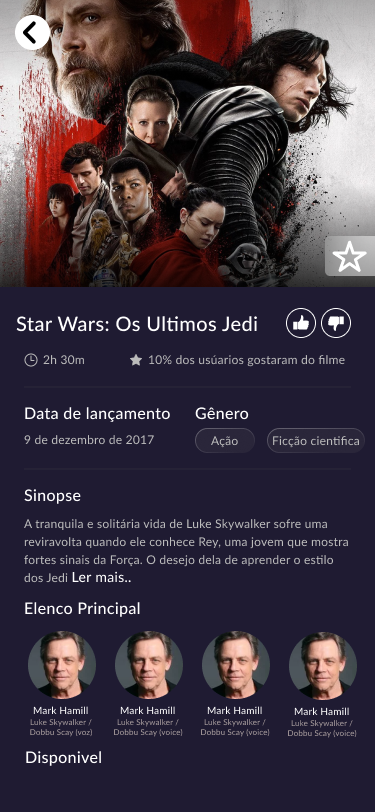 Star Wars: Os Ultimos Jedi
2h 30m
10% dos usúarios gostaram do filme
Data de lançamento
Gênero
9 de dezembro de 2017
Ação
Ficção cientifica
Sinopse
A tranquila e solitária vida de Luke Skywalker sofre uma
reviravolta quando ele conhece Rey, uma jovem que mostra
fortes sinais da Força. O desejo dela de aprender o estilo
dos Jedi Ler mais..
Elenco Principal
Mark Hamill
Luke Skywalker /
Dobbu Scay (voz)
Mark Hamill
Luke Skywalker /
Dobbu Scay (voice)
Mark Hamill
Luke Skywalker /
Dobbu Scay (voice)
Mark Hamill
Luke Skywalker /
Dobbu Scay (voice)
Disponivel